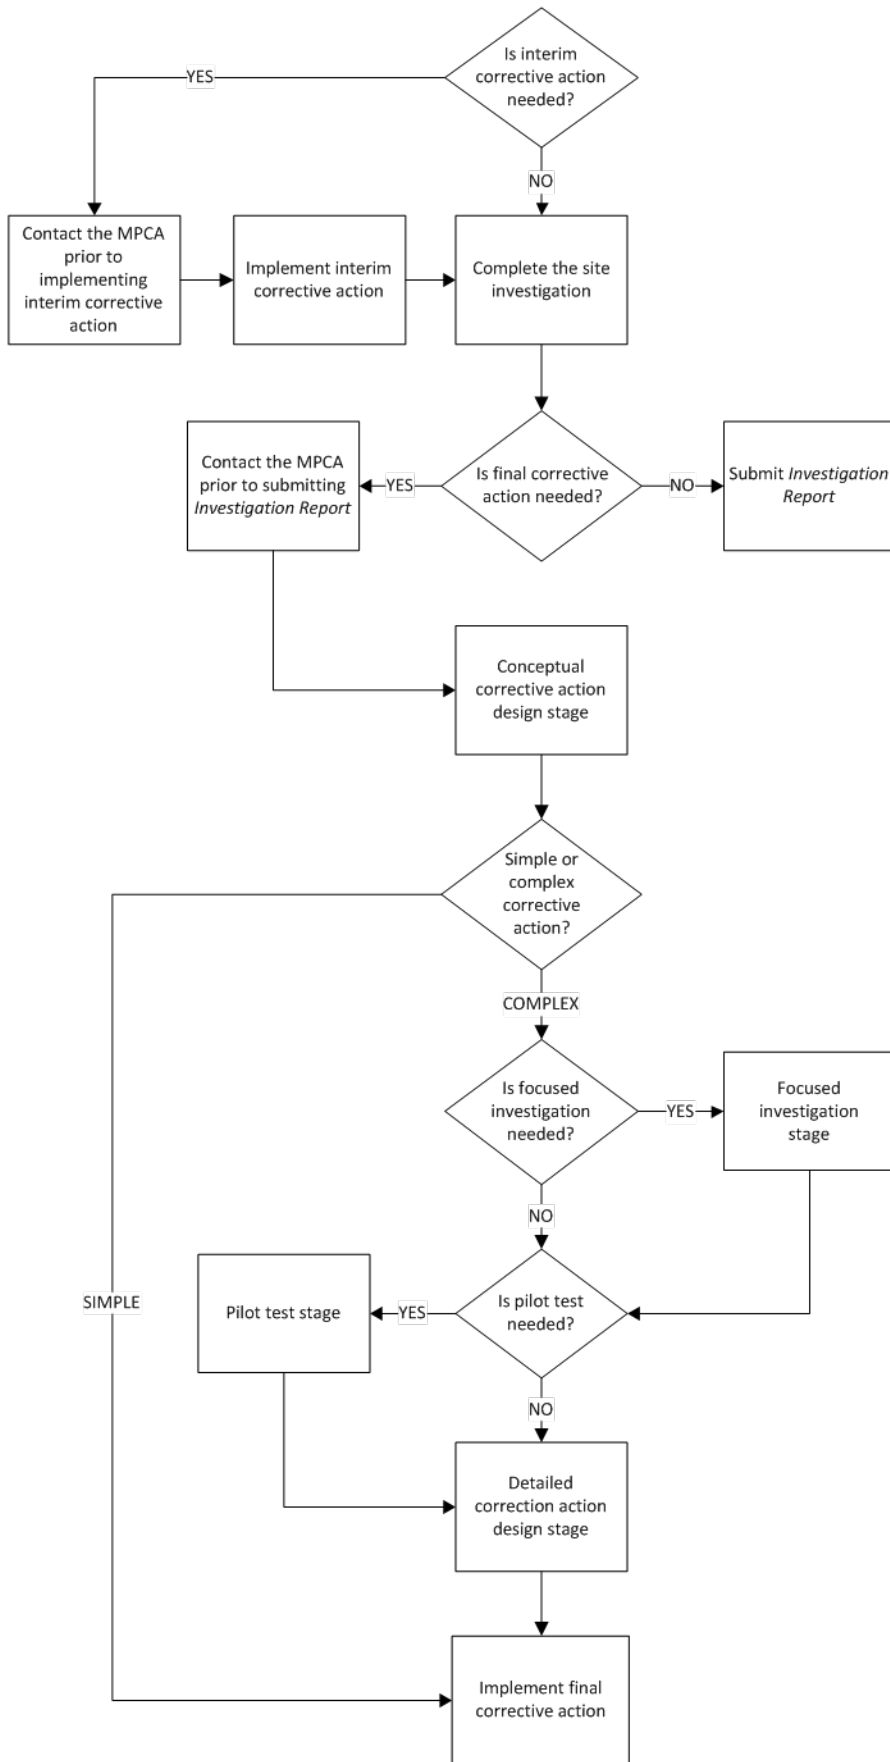 Is interim
corrective action
needed?
YES
NO
Contact the MPCA
prior to
implementing
interim corrective
action
Implement interim
corrective action
Complete the site
investigation
Contact the MPCA
prior to submitting
Investigation Report
YES
Is final corrective
action needed?
NO
Submit Investigation
Report
Conceptual
corrective action
design stage
Simple or
complex
corrective
action?
COMPLEX
Is focused
investigation
needed?
YES
Focused
investigation
stage
NO
SIMPLE
Pilot test stage
YES
Is pilot test
needed?
NO
Detailed
correction action
design stage
Implement final
corrective action